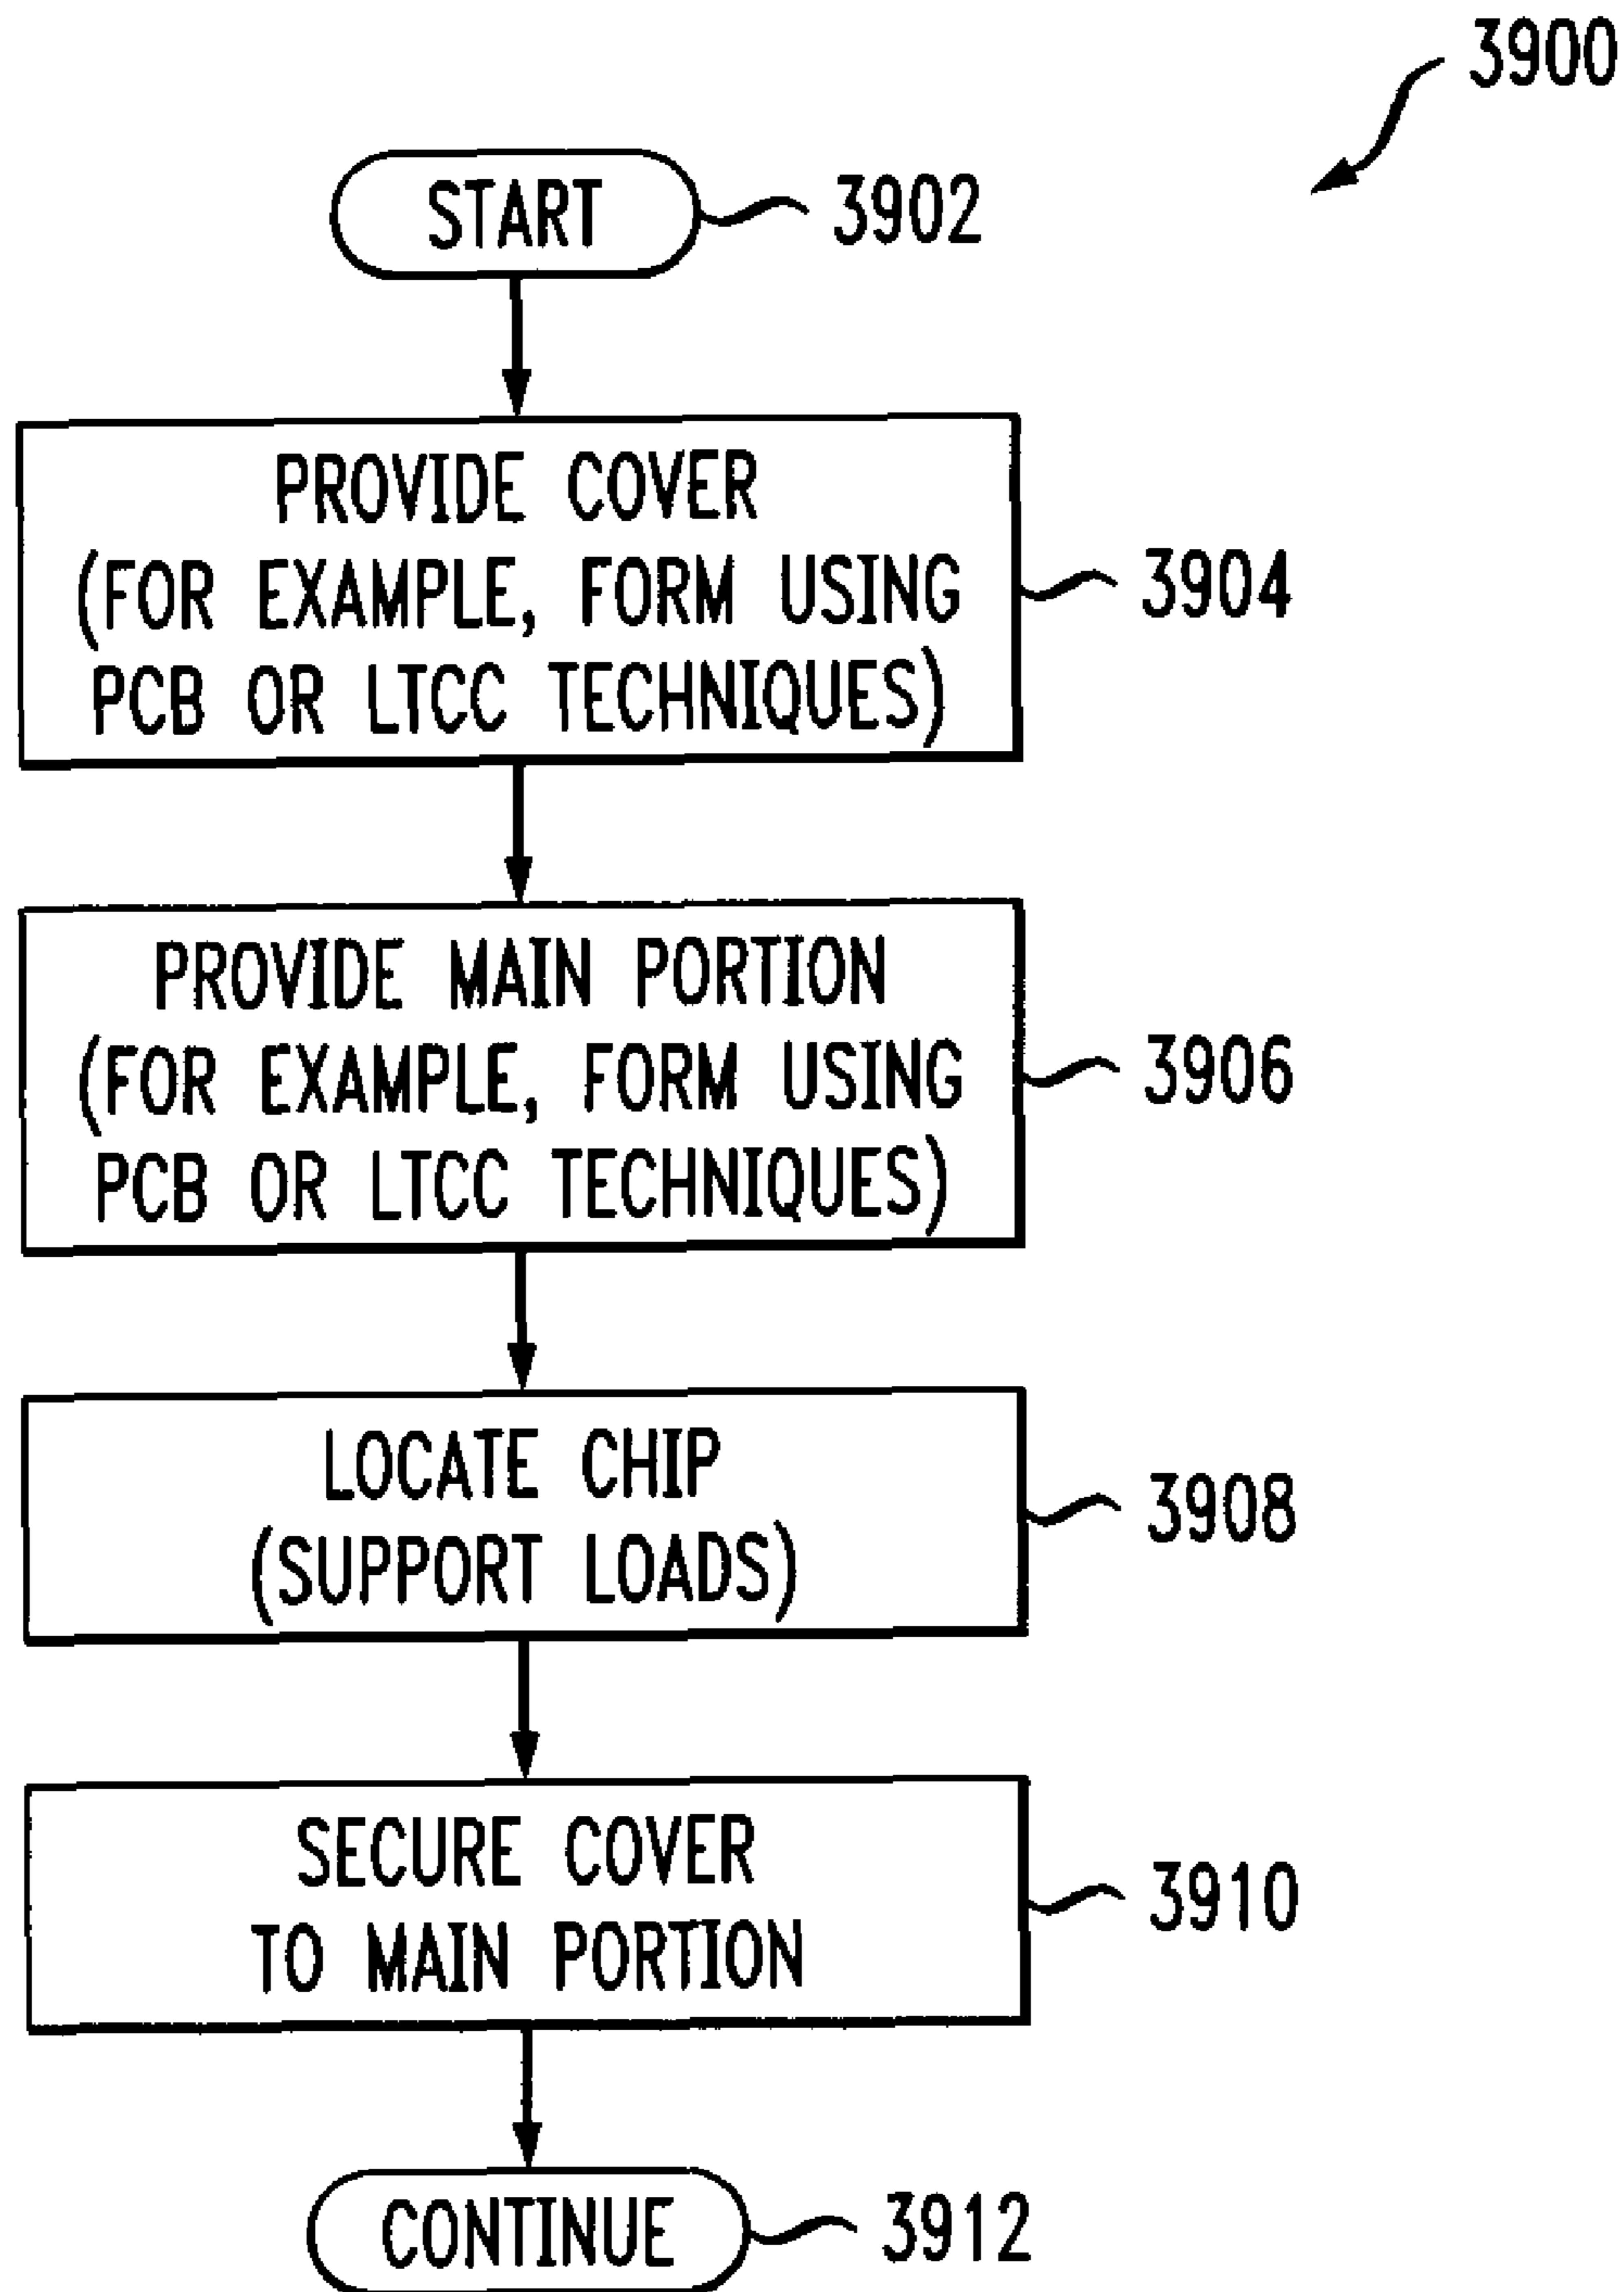 3900
START
3902
PROVIDE COVER
(FOR EXAMPLE, FORM USING
PCB OR LTCC TECHNIQUES)
3904
PROVIDE MAIN PORTION
(FOR EXAMPLE, FORM USING
PCB OR LTCC TECHNIQUES)
3906
LOCATE CHIP
(SUPPORT LOADS)
3908
SECURE COVER
TO MAIN PORTION
3910
CONTINUE
3912